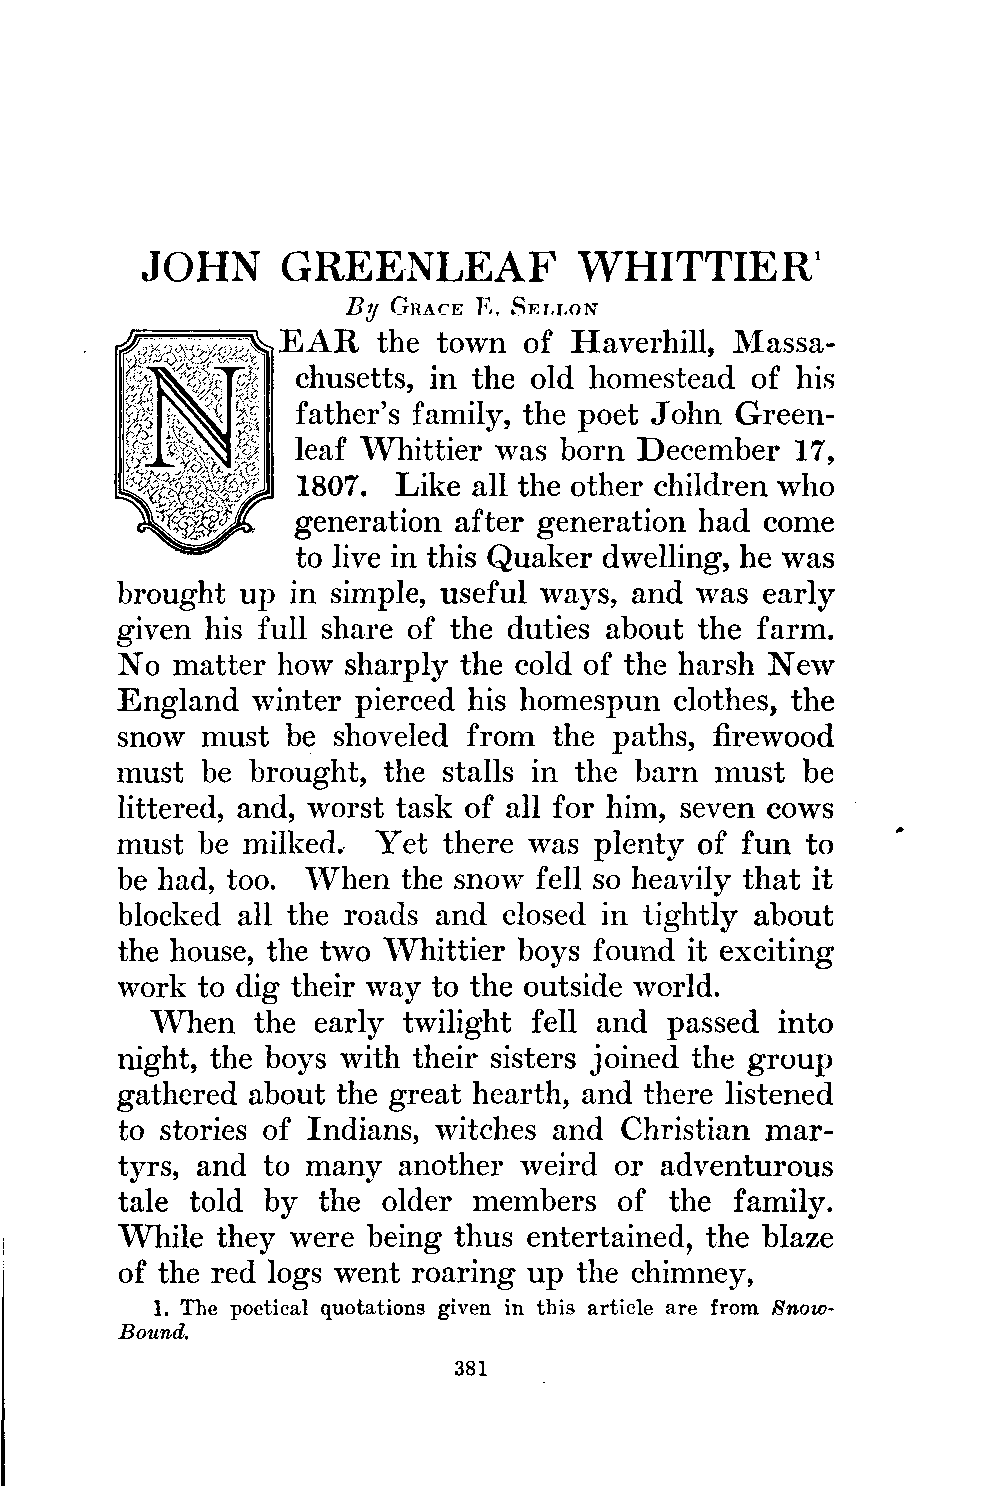 JOHN GREENLEAF WHITTIER¹
By GRACE E. SELLON
NEAR the town of Haverhill, Massa-
chusetts, in the old homestead of his
father's family, the poet John Green-
leaf Whittier was born December 17,
1807. Like all the other children who
generation after generation had come
to live in this Quaker dwelling, he was
brought up in simple, useful ways, and was early
given his full share of the duties about the farm.
No matter how sharply the cold of the harsh New
England winter pierced his homespun clothes, the
snow must be shoveled from the paths, firewood
must be brought, the stalls in the barn must be
littered, and, worst task of all for him, seven cows
must be milked. Yet there was plenty of fun to
be had, too. When the snow fell so heavily that it
blocked all the roads and closed in tightly about
the house, the two Whittier boys found it exciting
work to dig their way to the outside world.
When the early twilight fell and passed into
night, the boys with their sisters joined the group
gathered about the great hearth, and there listened
to stories of Indians, witches and Christian mar-
tyrs, and to many another weird or adventurous
tale told by the older members of the family.
While they were being thus entertained, the blaze
of the red logs went roaring up the chimney,
1. The poetical quotations given in this article are from Snow-
Bound.
381